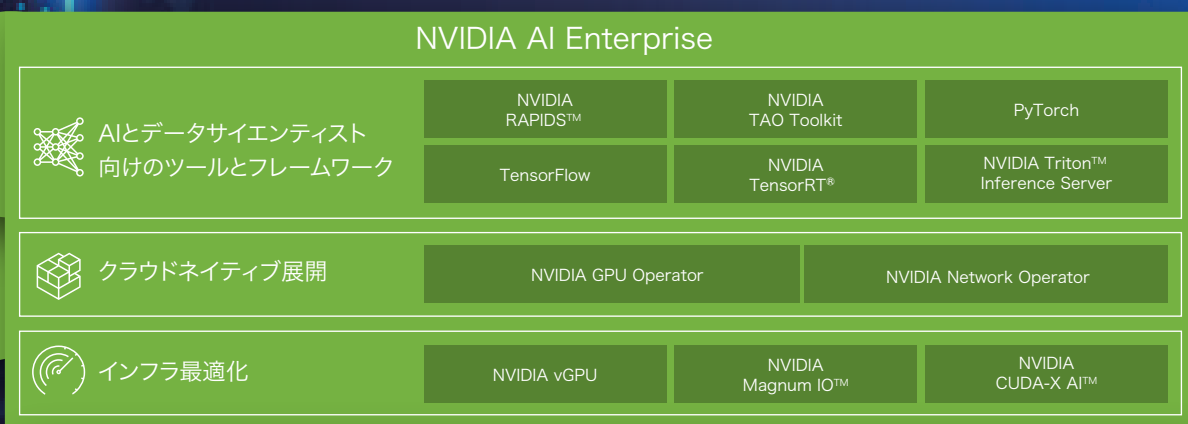 NVIDIA AI Enterprise
AIとデータサイエンティスト
向けのツールとフレームワーク
NVIDIA
RAPIDS™
NVIDIA
TAO Toolkit
PyTorch
TensorFlow
NVIDIA
TensorRT®
NVIDIA Triton™
Inference Server
クラウドネイティブ展開
NVIDIA GPU Operator
NVIDIA Network Operator
インフラ最適化
NVIDIA vGPU
NVIDIA
Magnum IO™
NVIDIA
CUDA-X AI™